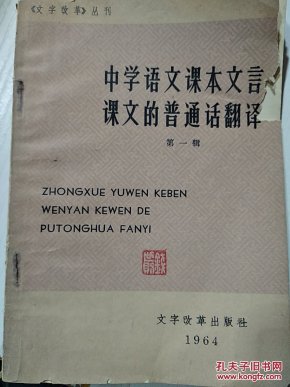 《文字改革》丛刊
中学语文课本文言
课文的普通话翻译
第一辑
ZHONGXUE YUWEN KEBEN
WENYAN KEWEN DE
PUTONGHUA FANYI
文字改革出版社
1964
孔夫子旧书网